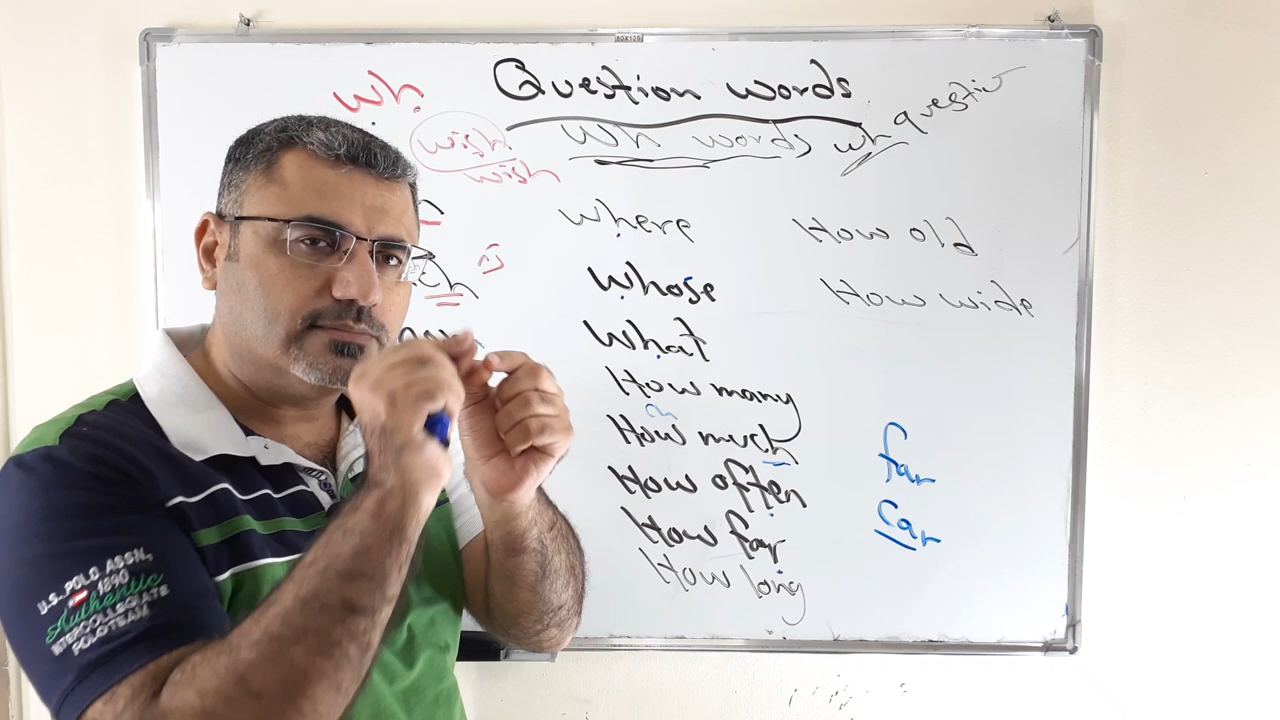 60X120
Question words
wh
Wh words wh question
wish
wish
Where
How old
Whose
How wide
What
How many
How much
How often
How far
How long
far
car
U.S. POLO ASSN.
1890
Authentic
INTERCOLLEGIATE
POLO TEAM